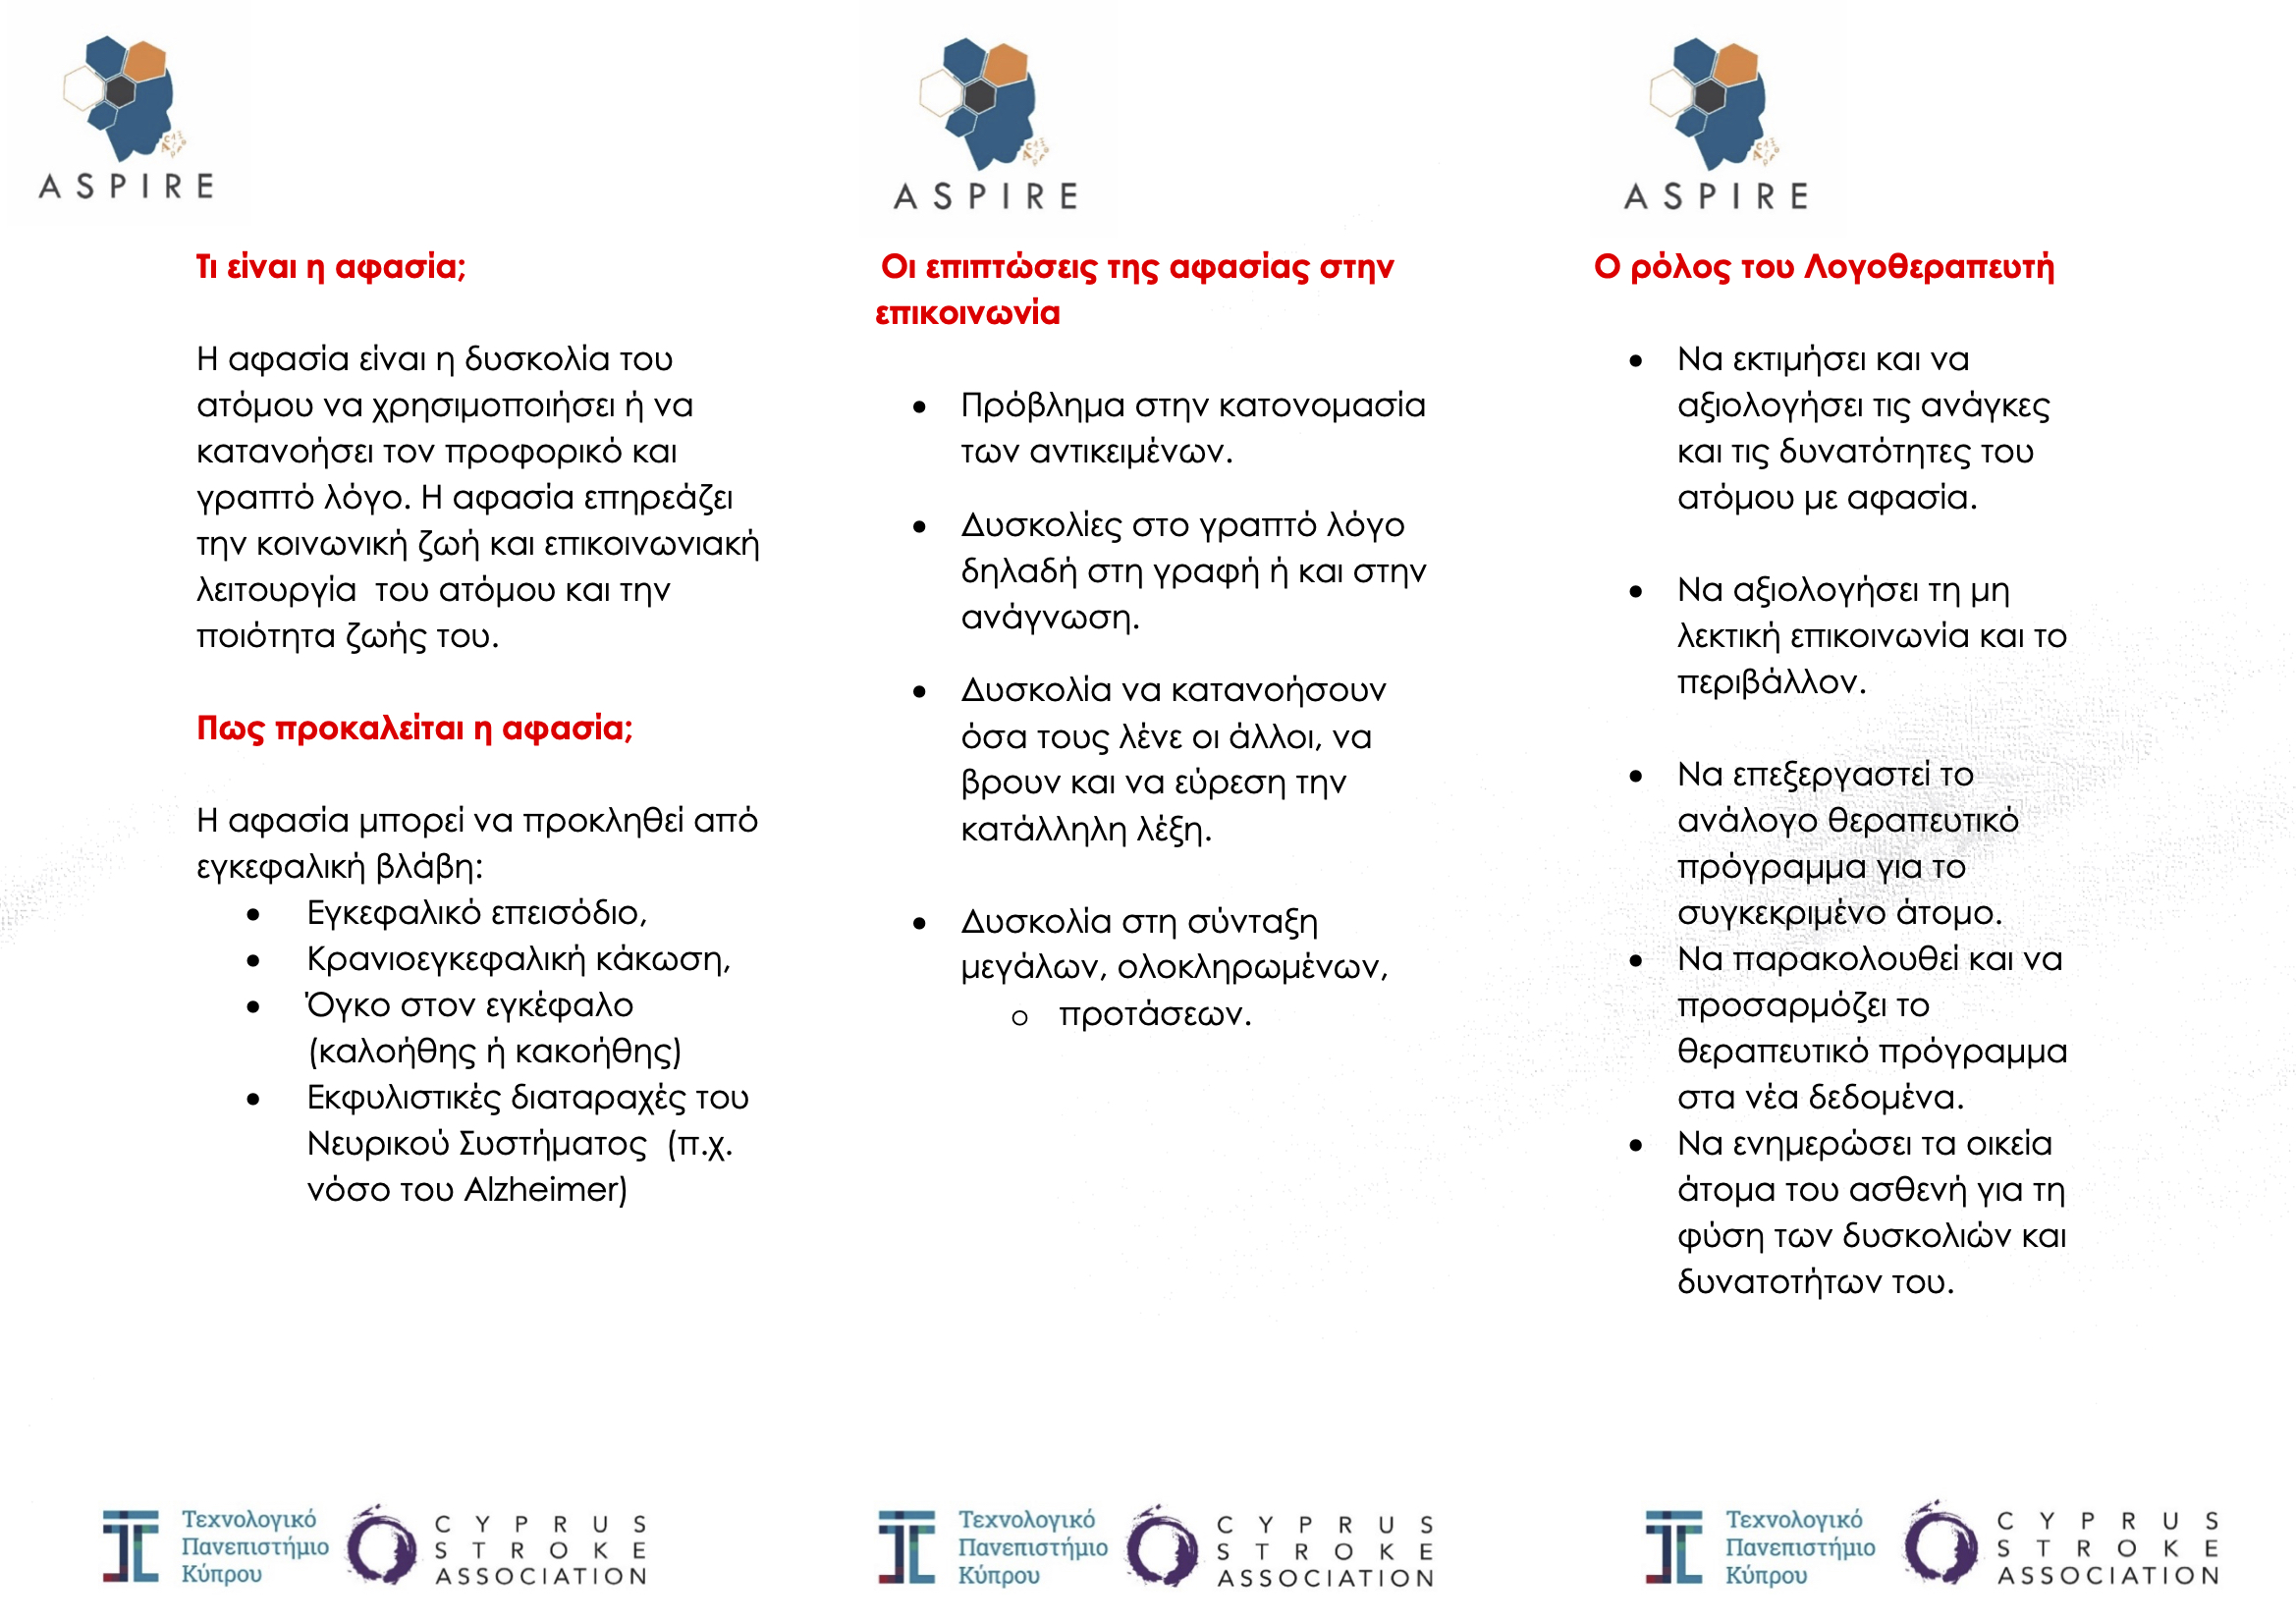 ASPIRE
Τι είναι η αφασία;
Η αφασία είναι η δυσκολία του
ατόμου να χρησιμοποιήσει ή να
κατανοήσει τον προφορικό και
γραπτό λόγο. Η αφασία επηρεάζει
την κοινωνική ζωή και επικοινωνιακή
λειτουργία  του ατόμου και την
ποιότητα ζωής του.
Πως προκαλείται η αφασία;
Η αφασία μπορεί να προκληθεί από
εγκεφαλική βλάβη:
• Εγκεφαλικό επεισόδιο,
• Κρανιοεγκεφαλική κάκωση,
• Όγκο στον εγκέφαλο
(καλοήθης ή κακοήθης)
• Εκφυλιστικές διαταραχές του
Νευρικού Συστήματος  (π.χ.
νόσο του Alzheimer)
Τεχνολογικό
Πανεπιστήμιο
Κύπρου
CYPRUS
STROKE
ASSOCIATION
ASPIRE
Οι επιπτώσεις της αφασίας στην
επικοινωνία
• Πρόβλημα στην κατονομασία
των αντικειμένων.
• Δυσκολίες στο γραπτό λόγο
δηλαδή στη γραφή ή και στην
ανάγνωση.
• Δυσκολία να κατανοήσουν
όσα τους λένε οι άλλοι, να
βρουν και να εύρεση την
κατάλληλη λέξη.
• Δυσκολία στη σύνταξη
μεγάλων, ολοκληρωμένων,
o προτάσεων.
Τεχνολογικό
Πανεπιστήμιο
Κύπρου
CYPRUS
STROKE
ASSOCIATION
ASPIRE
Ο ρόλος του Λογοθεραπευτή
• Να εκτιμήσει και να
αξιολογήσει τις ανάγκες
και τις δυνατότητες του
ατόμου με αφασία.
• Να αξιολογήσει τη μη
λεκτική επικοινωνία και το
περιβάλλον.
• Να επεξεργαστεί το
ανάλογο θεραπευτικό
πρόγραμμα για το
συγκεκριμένο άτομο.
• Να παρακολουθεί και να
προσαρμόζει το
θεραπευτικό πρόγραμμα
στα νέα δεδομένα.
• Να ενημερώσει τα οικεία
άτομα του ασθενή για τη
φύση των δυσκολιών και
δυνατοτήτων του.
Τεχνολογικό
Πανεπιστήμιο
Κύπρου
CYPRUS
STROKE
ASSOCIATION